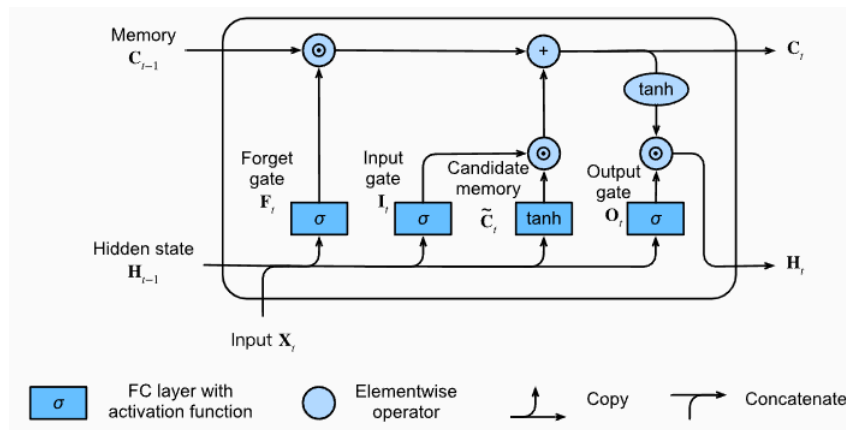 Memory
C_{t-1}
⊙
+
C_t
tanh
Forget
gate
F_t
Input
gate
I_t
Candidate
memory
C̃_t
⊙
Output
gate
O_t
⊙
σ
σ
tanh
σ
Hidden state
H_{t-1}
H_t
Input X_t
σ
FC layer with
activation function
Elementwise
operator
Copy
Concatenate